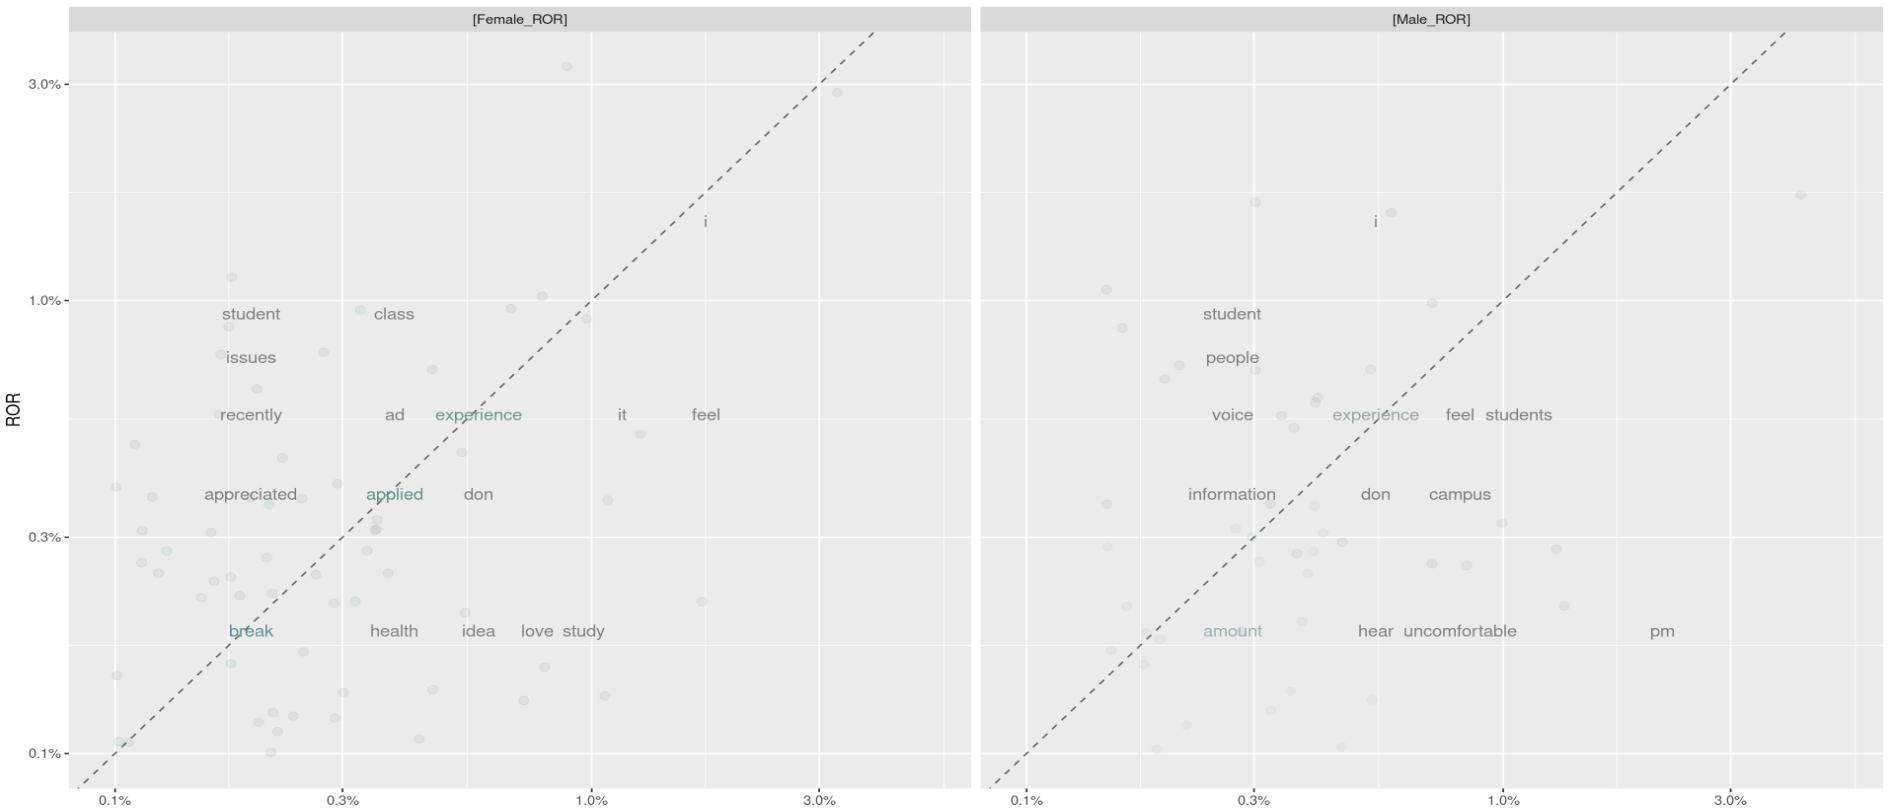 [Female_ROR] [Male_ROR]
3.0%
i i
1.0%
student class student
issues people
ROR
recently ad experience it feel voice experience feel students
appreciated applied don information don campus
0.3%
break health idea love study amount hear uncomfortable pm
0.1%
0.1% 0.3% 1.0% 3.0% 0.1% 0.3% 1.0% 3.0%